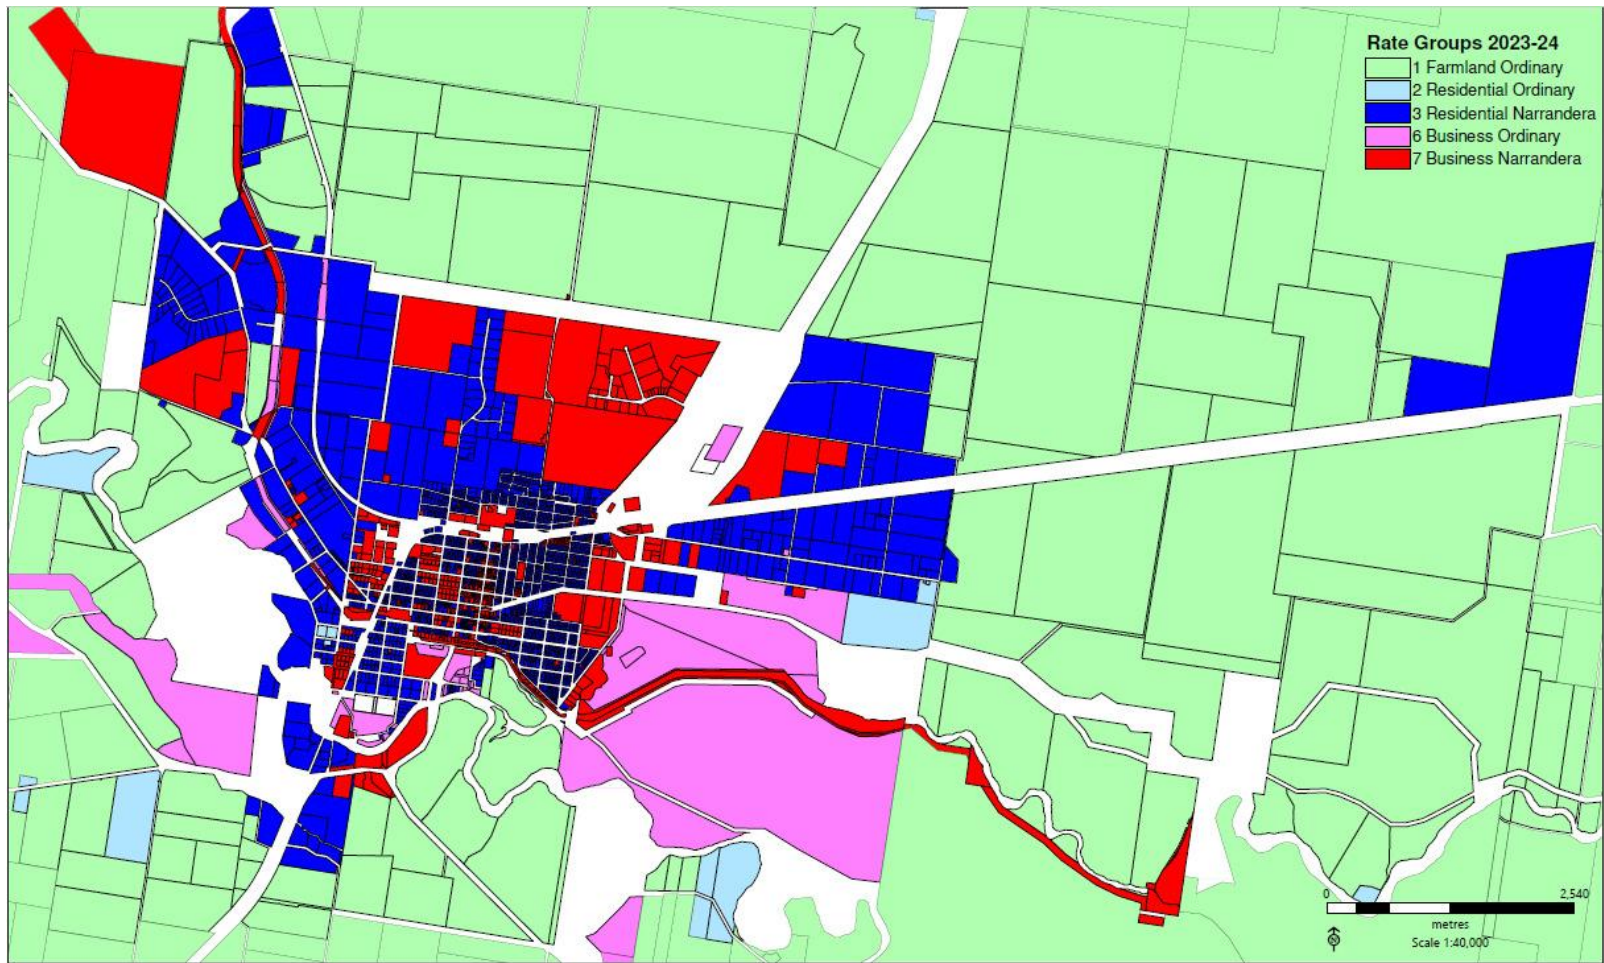 Rate Groups 2023-24
1 Farmland Ordinary
2 Residential Ordinary
3 Residential Narrandera
6 Business Ordinary
7 Business Narrandera
0 2,540
metres
Scale 1:40,000
N